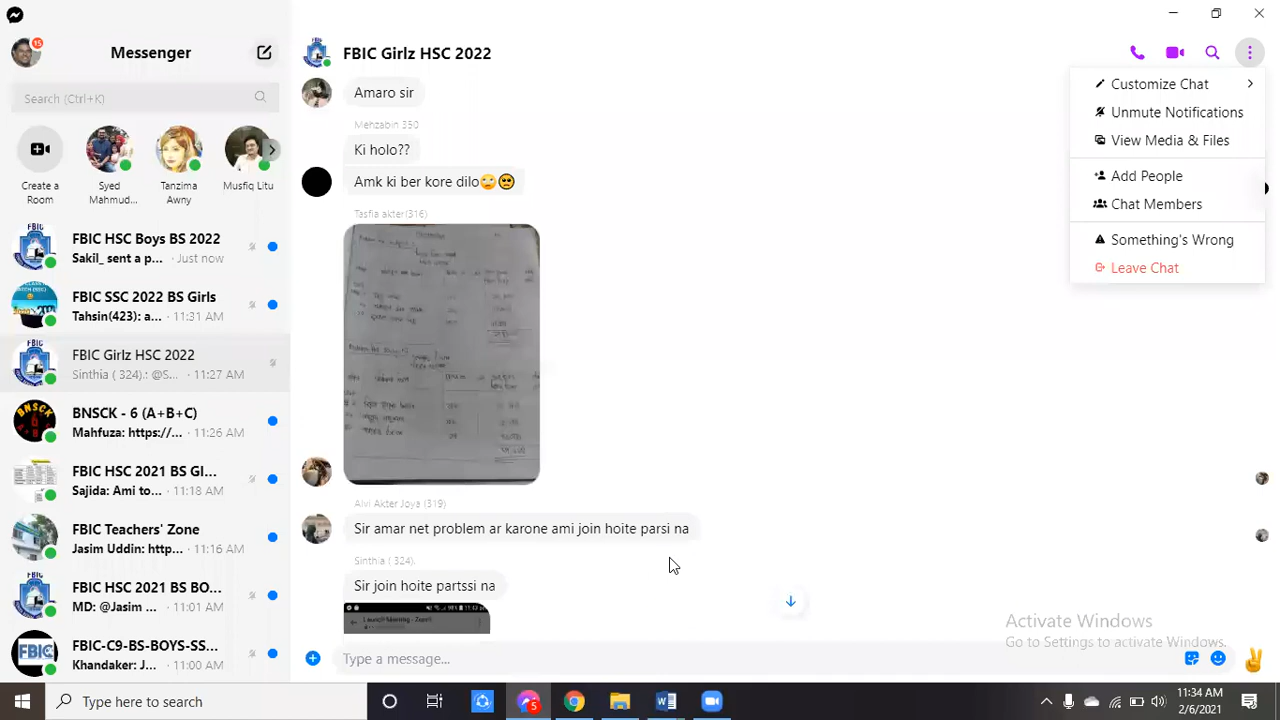 Messenger
15
Search (Ctrl+K)
Create a
Room
Syed
Mahmud...
Tanzima
Awny
Musfiq Litu
FBIC HSC Boys BS 2022
Sakil_ sent a p... · Just now
FBIC SSC 2022 BS Girls
Tahsin(423): a... · 11:31 AM
FBIC Girlz HSC 2022
Sinthia ( 324).: @S... · 11:27 AM
BNSCK - 6 (A+B+C)
Mahfuza: https://... · 11:26 AM
FBIC HSC 2021 BS GI...
Sajida: Ami to... · 11:18 AM
FBIC Teachers' Zone
Jasim Uddin: http... · 11:16 AM
FBIC HSC 2021 BS BO...
MD: @Jasim ... · 11:01 AM
FBIC-C9-BS-BOYS-SS...
Khandaker: J... · 11:00 AM
FBIC Girlz HSC 2022
Amaro sir
Mehzabin 350
Ki holo??
Amk ki ber kore dilo🙄🥺
Tasfia akter(316)
Alvi Akter Joya (319)
Sir amar net problem ar karone ami join hoite parsi na
Sinthia ( 324).
Sir join hoite partssi na
Type a message...
Customize Chat
Unmute Notifications
View Media & Files
Add People
Chat Members
Something's Wrong
Leave Chat
Activate Windows
Go to Settings to activate Windows.
Type here to search
5
11:34 AM
2/6/2021